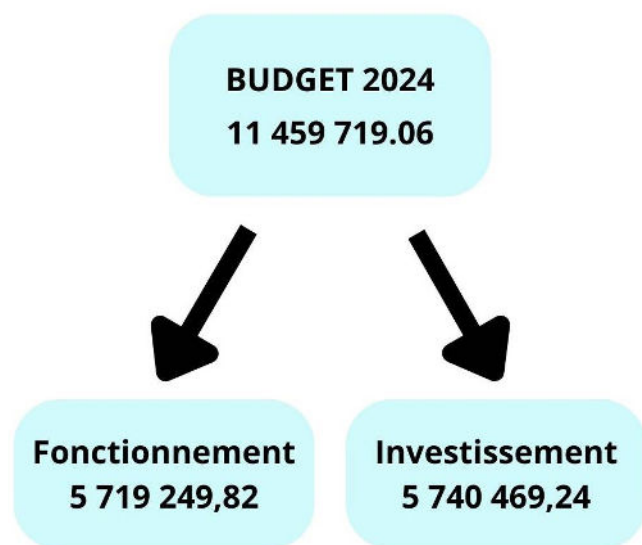 BUDGET 2024
11 459 719.06
Fonctionnement
5 719 249,82
Investissement
5 740 469,24